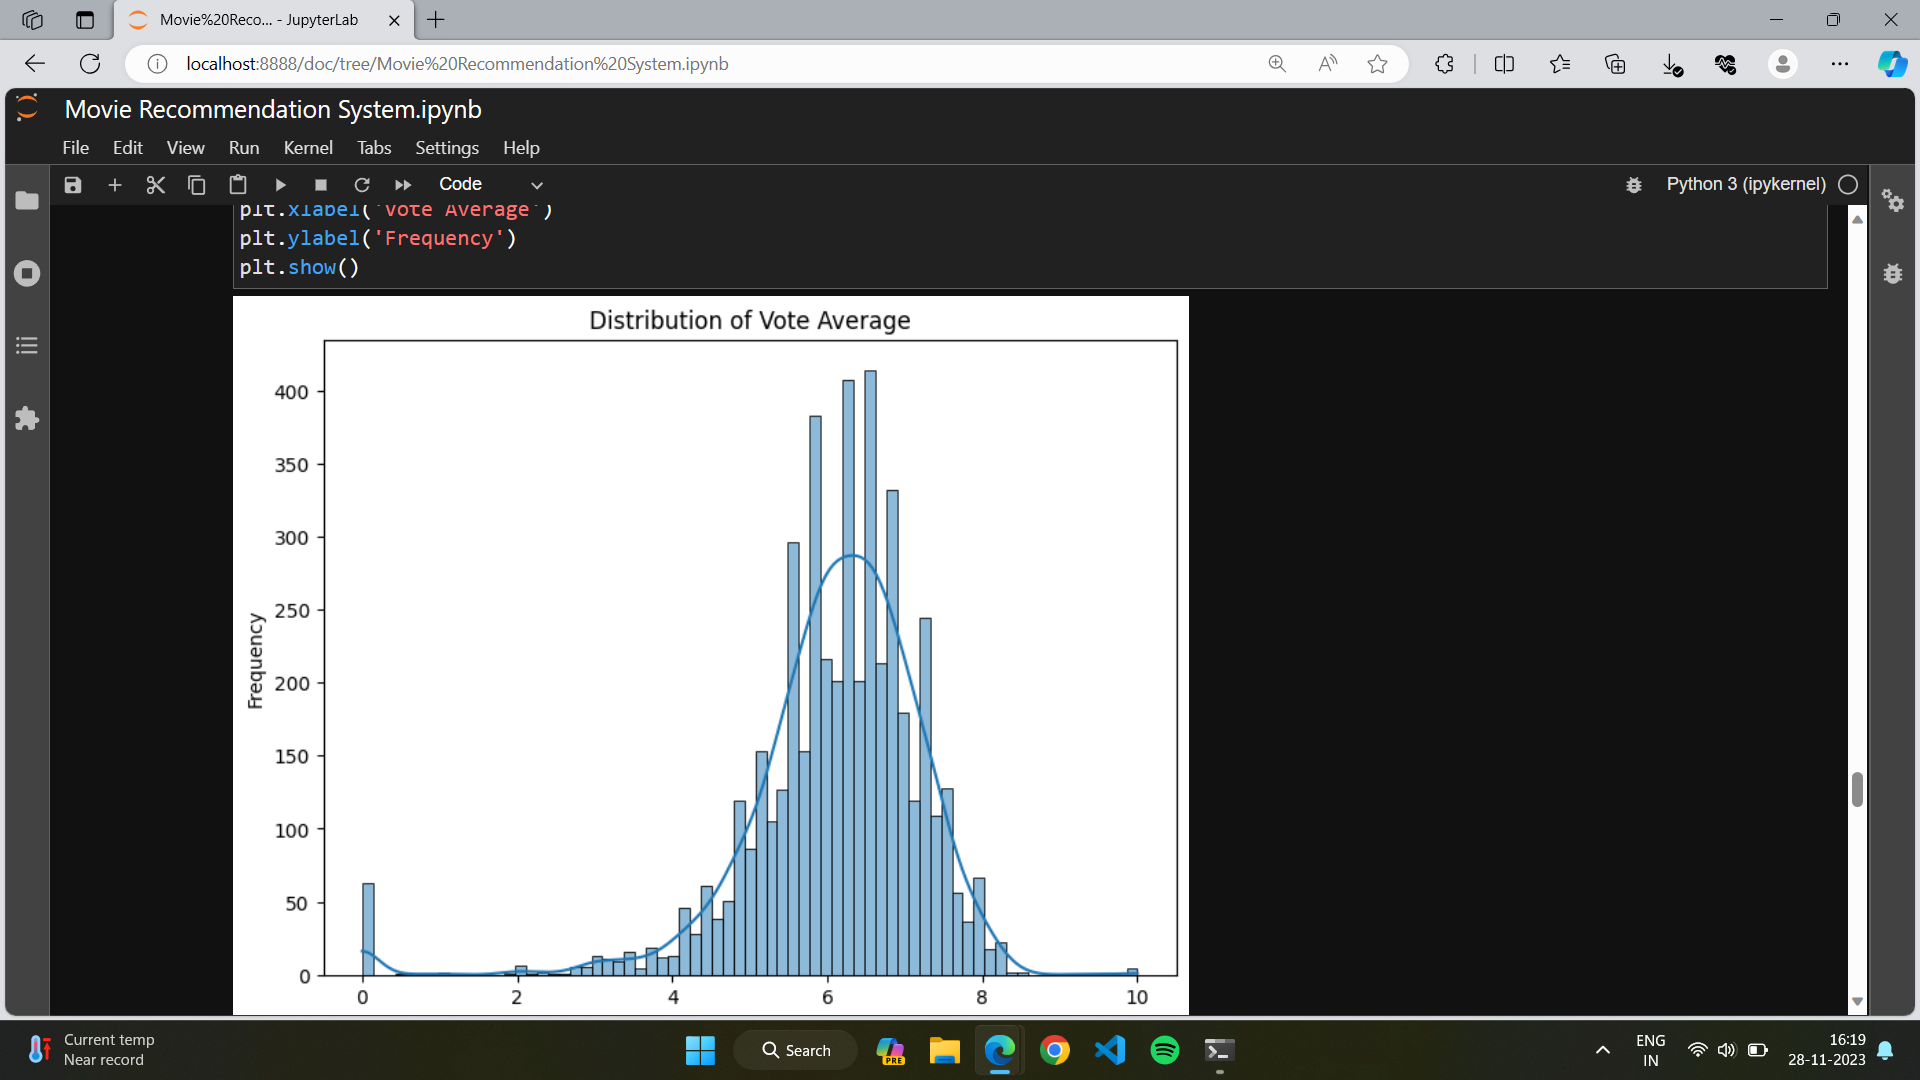 Movie%20Reco... - JupyterLab
localhost:8888/doc/tree/Movie%20Recommendation%20System.ipynb
Movie Recommendation System.ipynb
File Edit View Run Kernel Tabs Settings Help
Code
Python 3 (ipykernel)
plt.xlabel('Vote Average')
plt.ylabel('Frequency')
plt.show()
Distribution of Vote Average
400
350
300
250
200
150
100
50
0
Frequency
0 2 4 6 8 10
Current temp
Near record
Search
PRE
ENG
IN
16:19
28-11-2023